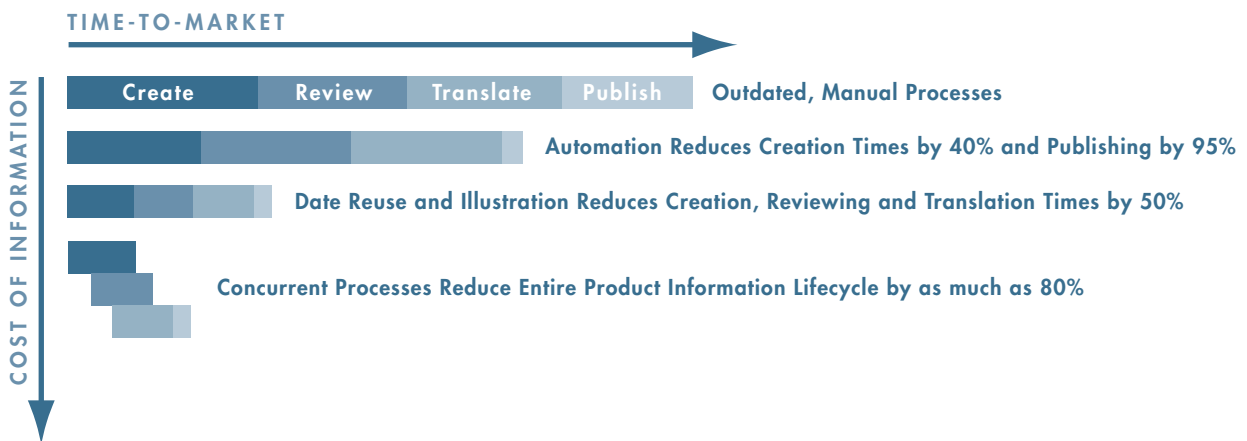 TIME-TO-MARKET
COST OF INFORMATION
Create Review Translate Publish Outdated, Manual Processes
Automation Reduces Creation Times by 40% and Publishing by 95%
Date Reuse and Illustration Reduces Creation, Reviewing and Translation Times by 50%
Concurrent Processes Reduce Entire Product Information Lifecycle by as much as 80%